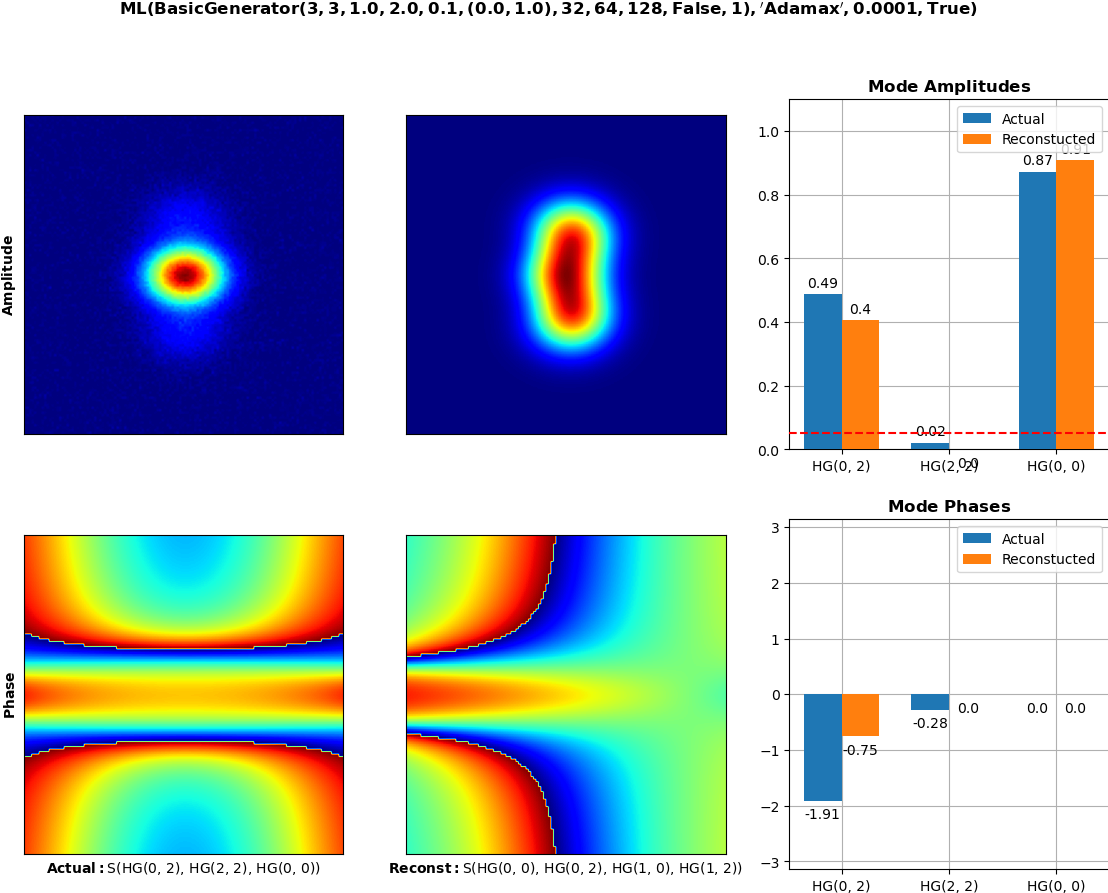 ML(BasicGenerator(3, 3, 1.0, 2.0, 0.1, (0.0, 1.0), 32, 64, 128, False, 1), ′Adamax′, 0.0001, True)
Amplitude
Mode Amplitudes
Actual
Reconstucted
1.0
0.8
0.6
0.4
0.2
0.0
0.49
0.4
0.02
0.0
0.87
0.91
HG(0, 2)
HG(2, 2)
HG(0, 0)
Phase
Actual: S(HG(0, 2), HG(2, 2), HG(0, 0))
Reconst: S(HG(0, 0), HG(0, 2), HG(1, 0), HG(1, 2))
Mode Phases
Actual
Reconstucted
3
2
1
0
−1
−2
−3
-1.91
-0.75
-0.28
0.0
0.0
0.0
HG(0, 2)
HG(2, 2)
HG(0, 0)